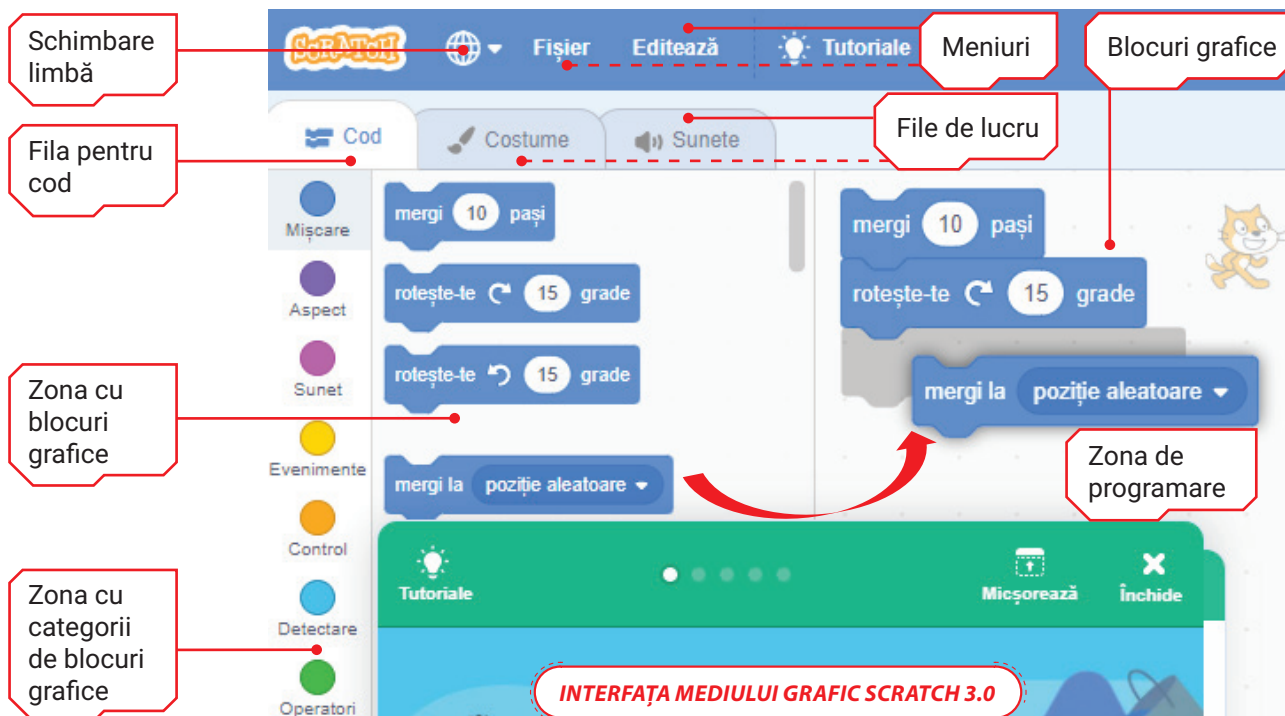 Schimbare
limbă
SCRATCH
Fișier
Editează
Tutoriale
Meniuri
Blocuri grafice
Fila pentru
cod
Cod
Costume
Sunete
File de lucru
Mișcare
Aspect
Sunet
Evenimente
Control
Detectare
Operatori
mergi 10 pași
rotește-te 15 grade
rotește-te 15 grade
mergi la poziție aleatoare
mergi 10 pași
rotește-te 15 grade
mergi la poziție aleatoare
Zona cu
blocuri
grafice
Zona de
programare
Zona cu
categorii
de blocuri
grafice
Tutoriale
Micșorează
Închide
INTERFAȚA MEDIULUI GRAFIC SCRATCH 3.0